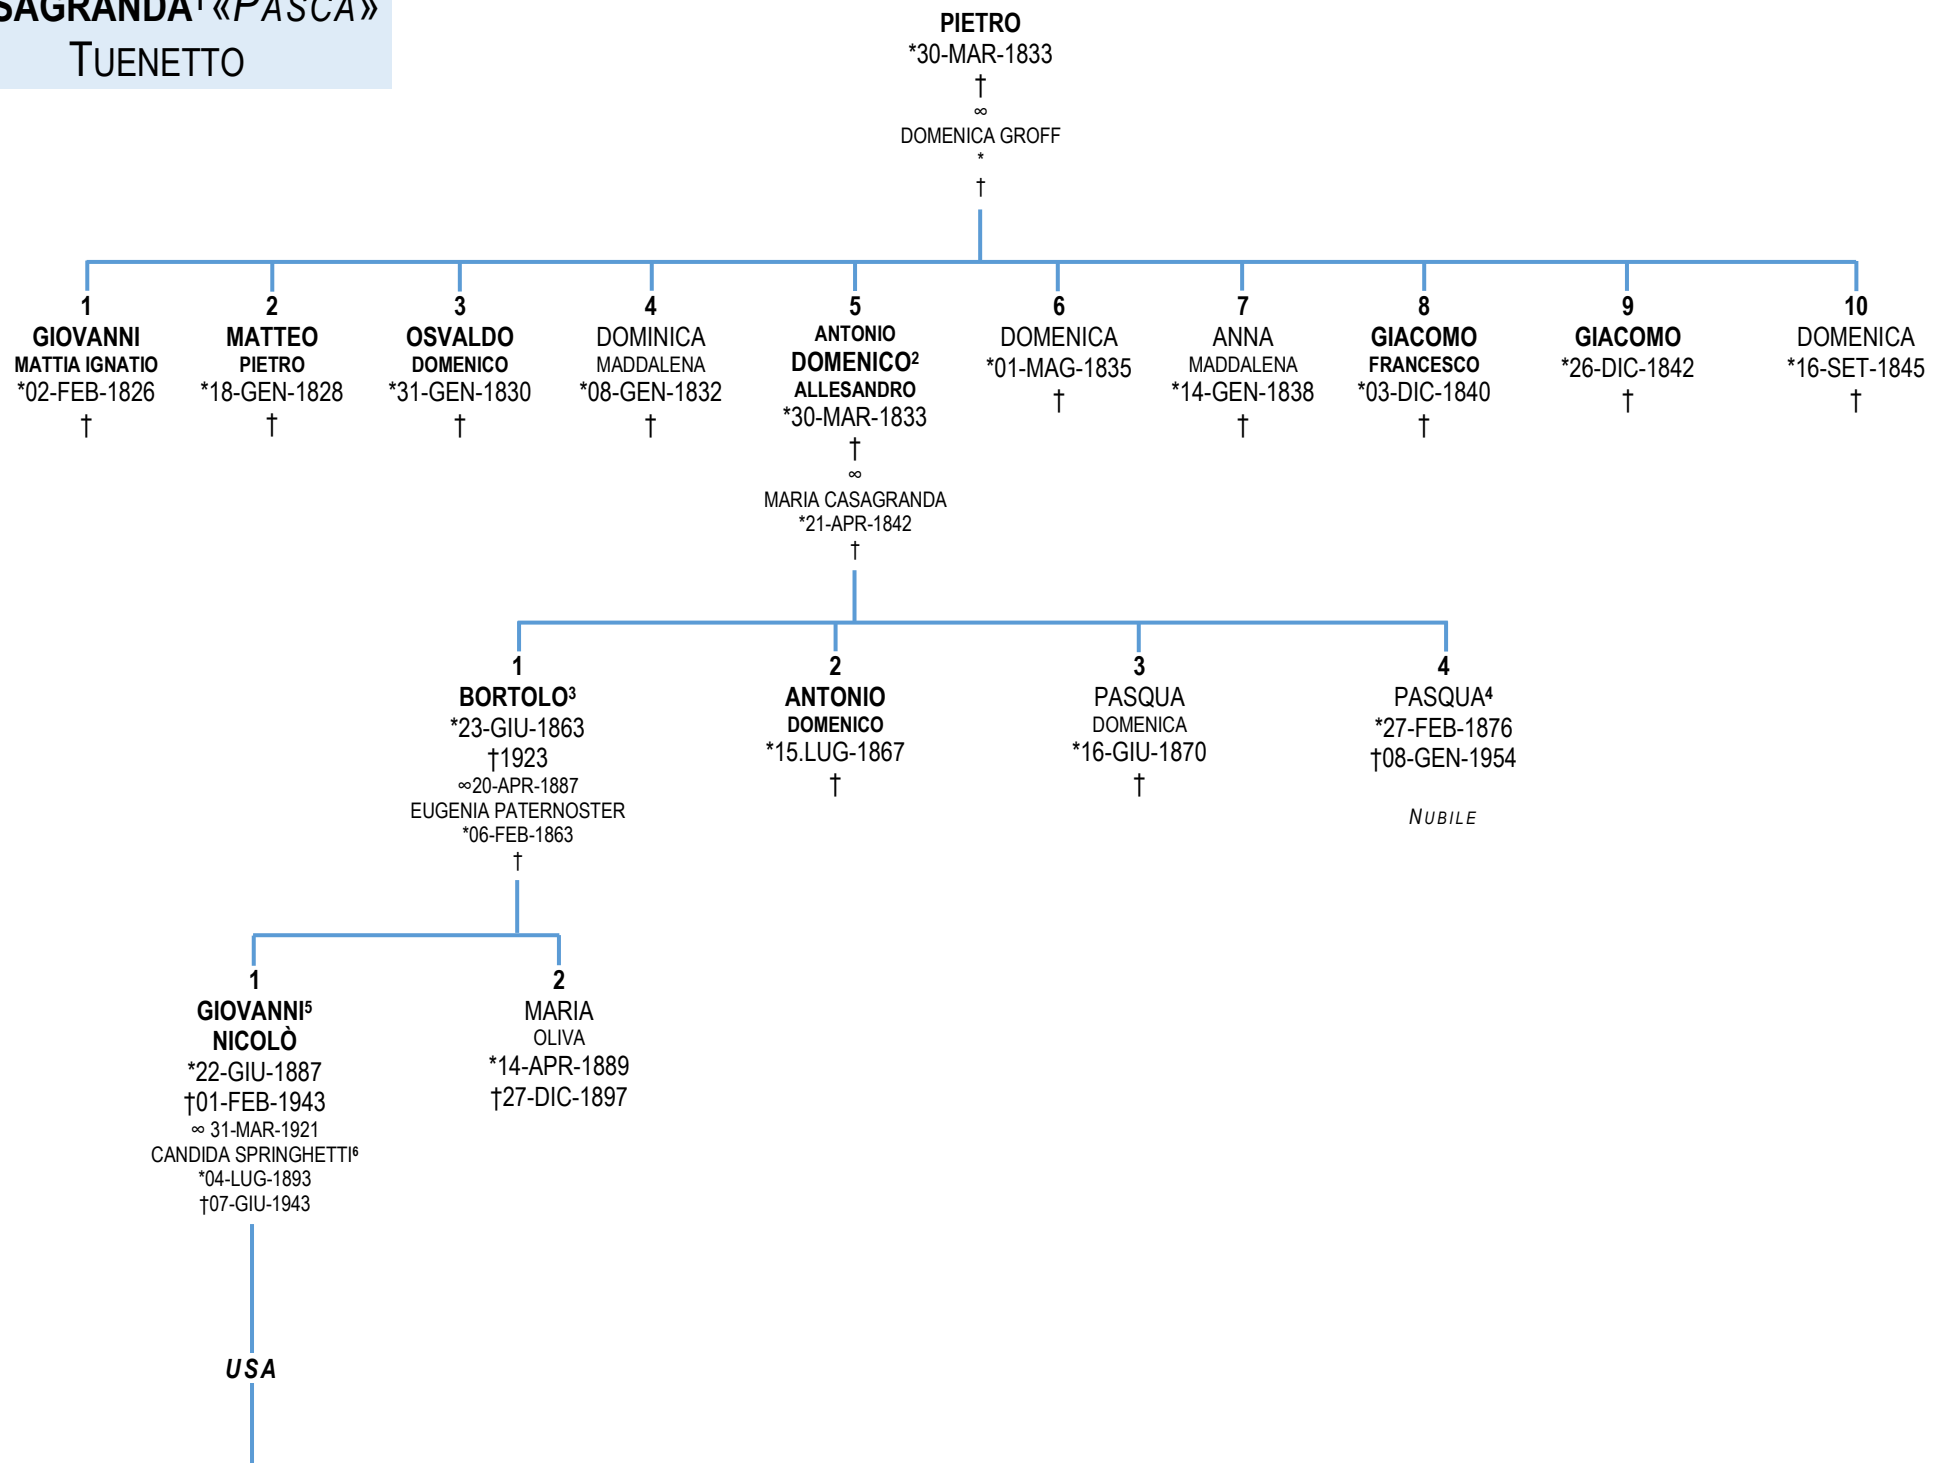 SAGRANDA¹ «PASCA»
TUENETTO
PIETRO
*30-MAR-1833
†
∞
DOMENICA GROFF
*
†
1
GIOVANNI
MATTIA IGNATIO
*02-FEB-1826
†
2
MATTEO
PIETRO
*18-GEN-1828
†
3
OSVALDO
DOMENICO
*31-GEN-1830
†
4
DOMINICA
MADDALENA
*08-GEN-1832
†
5
ANTONIO
DOMENICO²
ALLESANDRO
*30-MAR-1833
†
∞
MARIA CASAGRANDA
*21-APR-1842
†
6
DOMENICA
*01-MAG-1835
†
7
ANNA
MADDALENA
*14-GEN-1838
†
8
GIACOMO
FRANCESCO
*03-DIC-1840
†
9
GIACOMO
*26-DIC-1842
†
10
DOMENICA
*16-SET-1845
†
1
BORTOLO³
*23-GIU-1863
†1923
∞20-APR-1887
EUGENIA PATERNOSTER
*06-FEB-1863
†
2
ANTONIO
DOMENICO
*15.LUG-1867
†
3
PASQUA
DOMENICA
*16-GIU-1870
†
4
PASQUA⁴
*27-FEB-1876
†08-GEN-1954
NUBILE
1
GIOVANNI⁵
NICOLÒ
*22-GIU-1887
†01-FEB-1943
∞ 31-MAR-1921
CANDIDA SPRINGHETTI⁶
*04-LUG-1893
†07-GIU-1943
2
MARIA
OLIVA
*14-APR-1889
†27-DIC-1897
USA